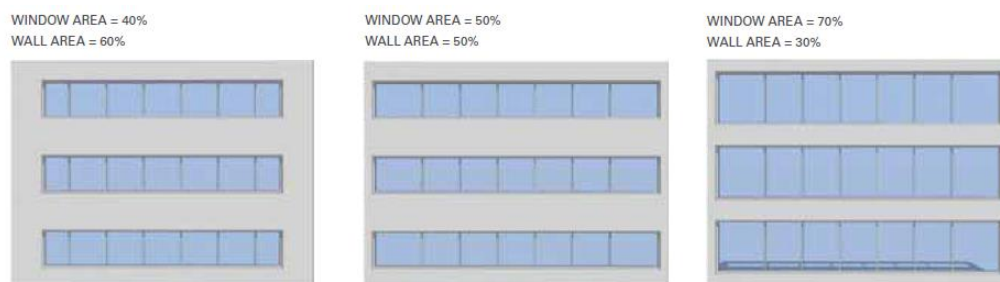 WINDOW AREA = 40%
WALL AREA = 60%
WINDOW AREA = 50%
WALL AREA = 50%
WINDOW AREA = 70%
WALL AREA = 30%